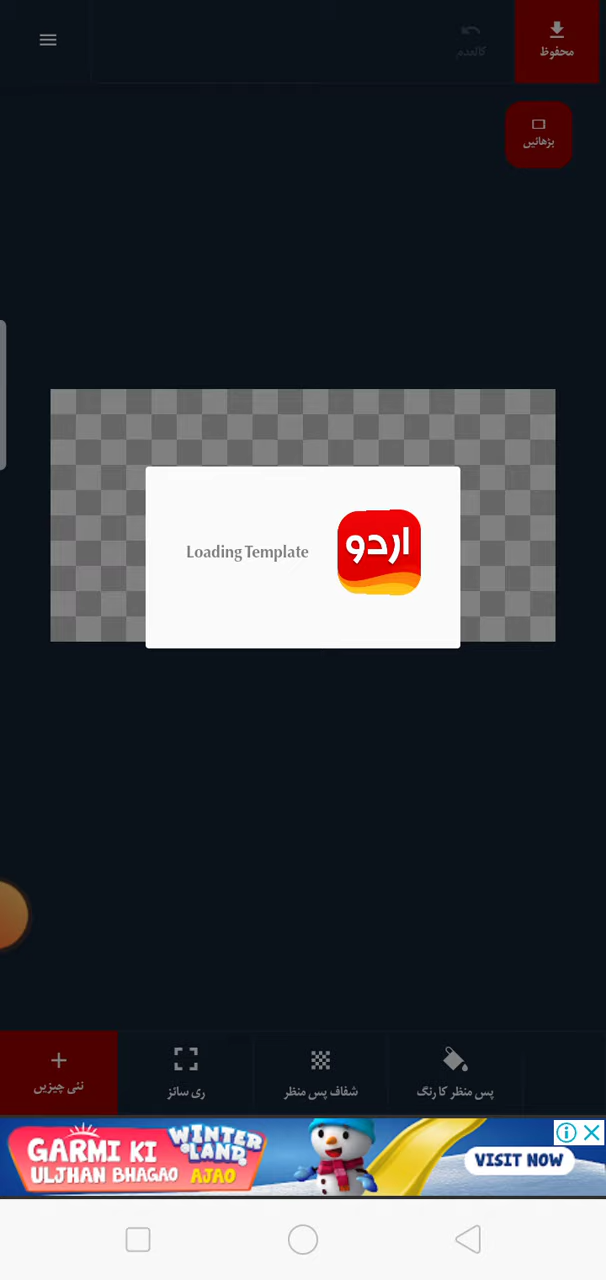 محفوظ
کالعدم
بڑھائیں
Loading Template
اردو
نئی چیزیں
ری سائز
شفاف پس منظر
پس منظر کا رنگ
GARMI KI
ULJHAN BHAGAO
WINTER
LAND
AJAO
VISIT NOW